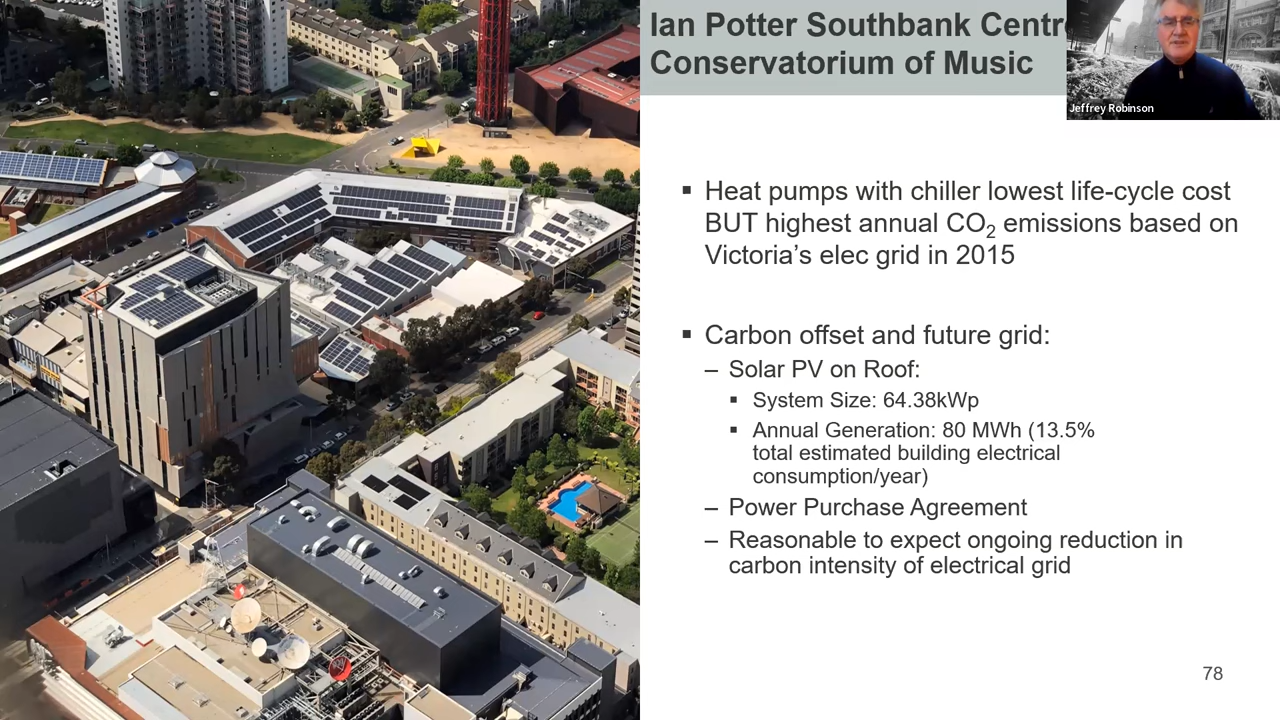 Ian Potter Southbank Centre
Conservatorium of Music
Jeffrey Robinson
▪ Heat pumps with chiller lowest life-cycle cost
BUT highest annual CO₂ emissions based on
Victoria’s elec grid in 2015
▪ Carbon offset and future grid:
– Solar PV on Roof:
▪ System Size: 64.38kWp
▪ Annual Generation: 80 MWh (13.5%
total estimated building electrical
consumption/year)
– Power Purchase Agreement
– Reasonable to expect ongoing reduction in
carbon intensity of electrical grid
78